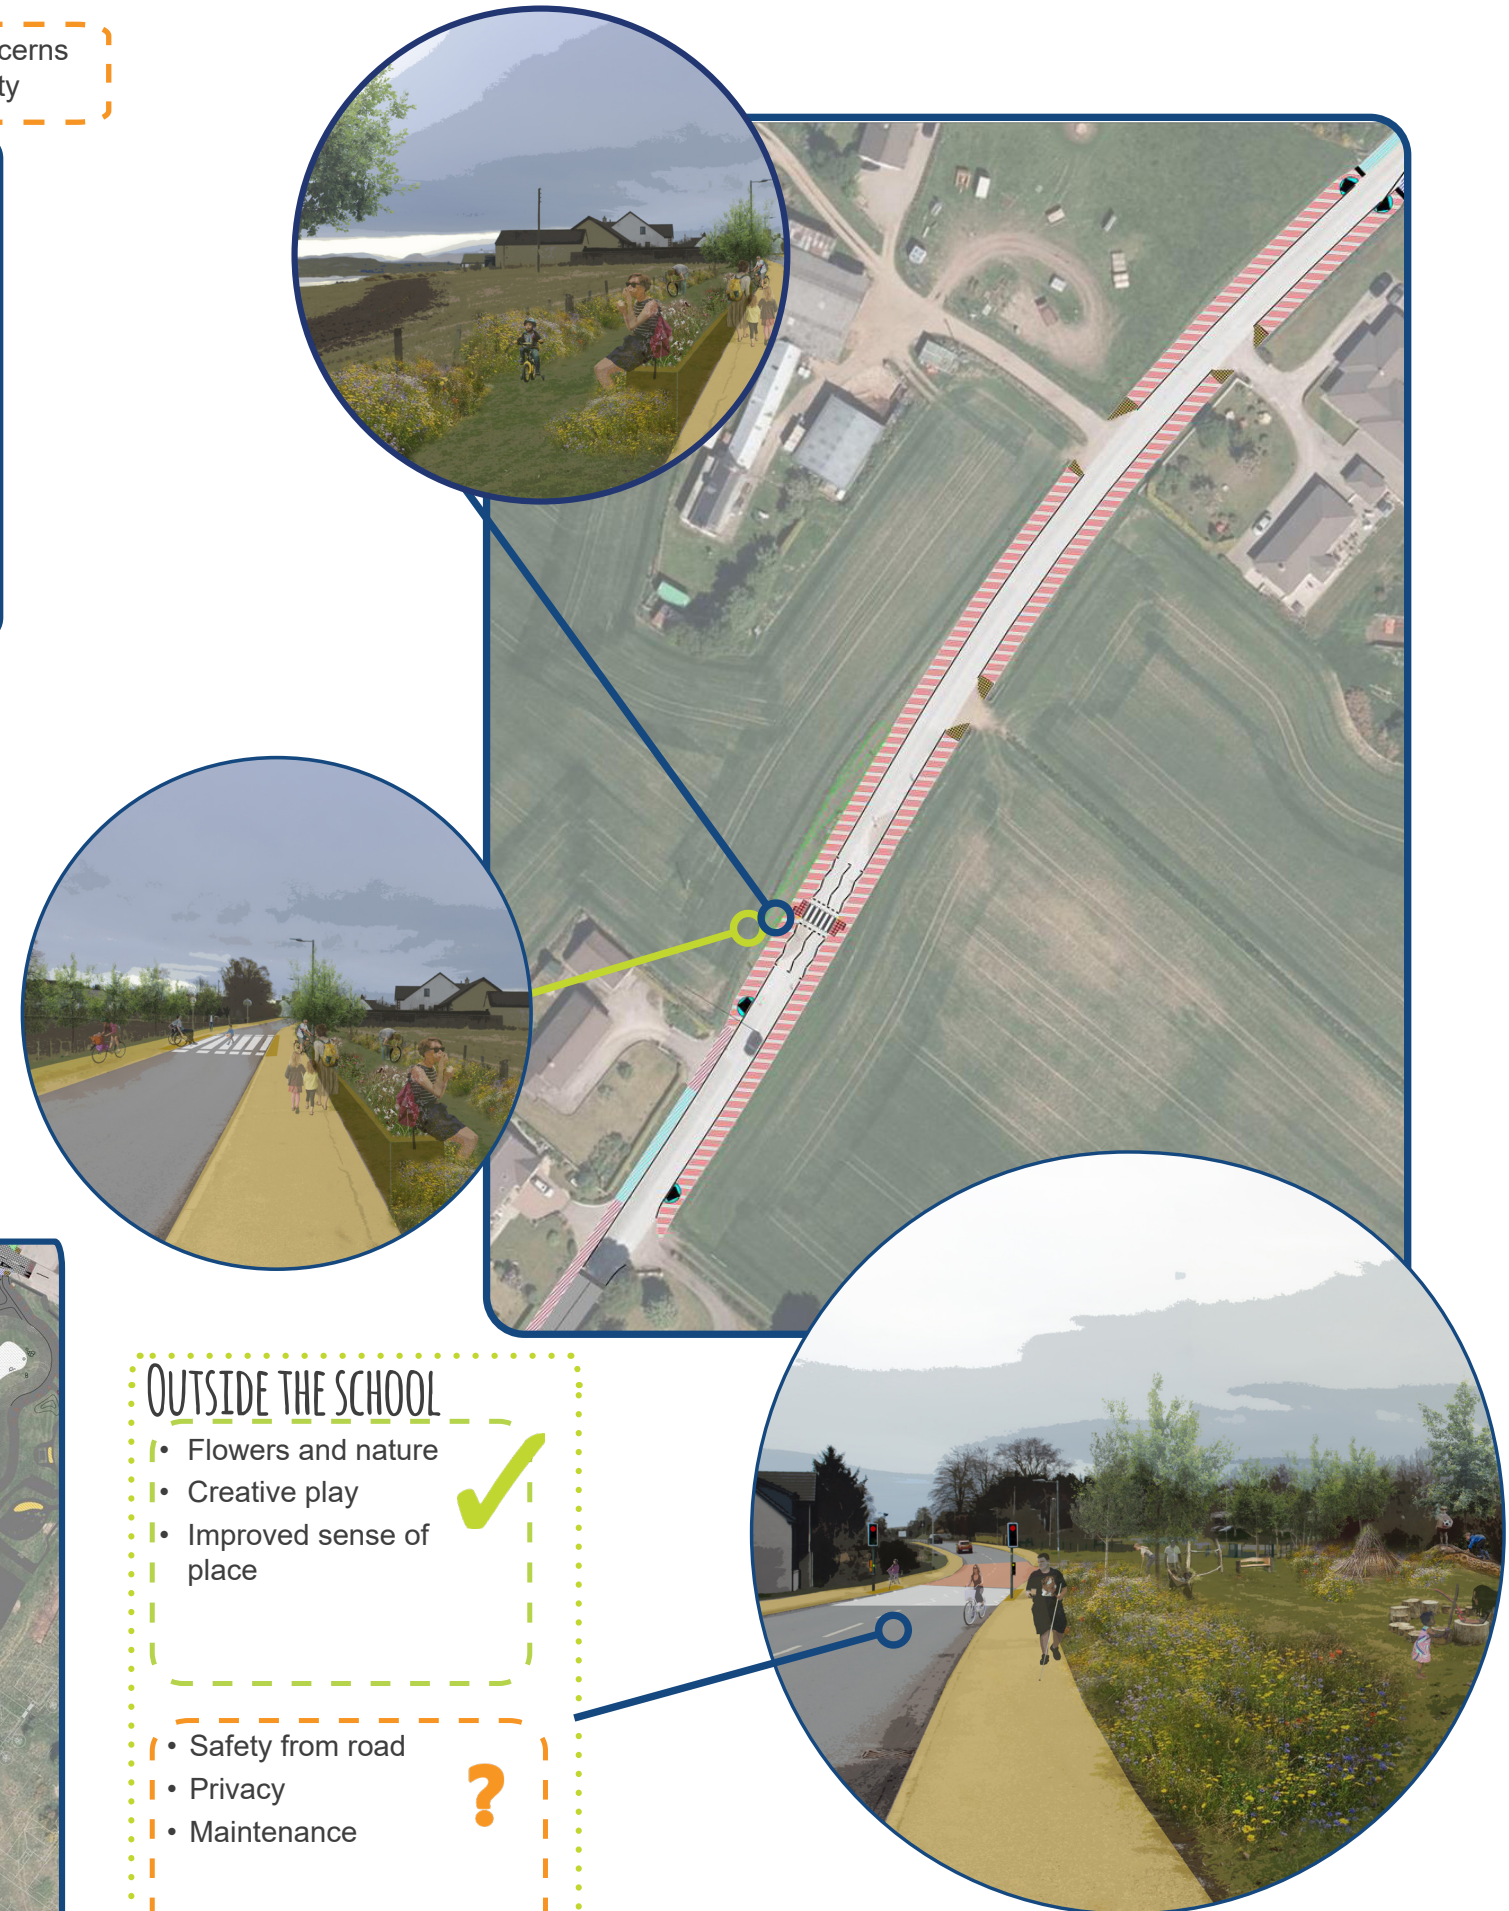 cerns
ty
OUTSIDE THE SCHOOL
• Flowers and nature
• Creative play
• Improved sense of
place
• Safety from road
• Privacy
• Maintenance
?